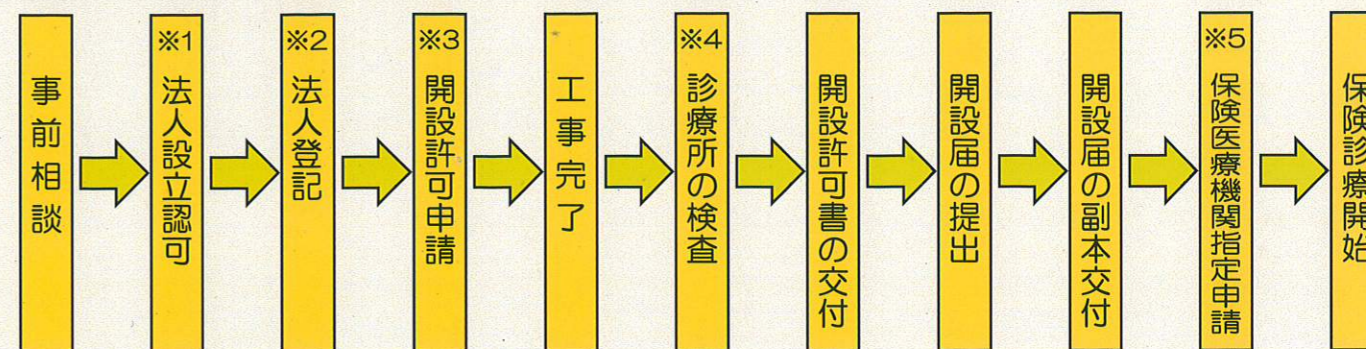 事前相談
※1 法人設立認可
※2 法人登記
※3 開設許可申請
工事完了
※4 診療所の検査
開設許可書の交付
開設届の提出
開設届の副本交付
※5 保険医療機関指定申請
保険診療開始